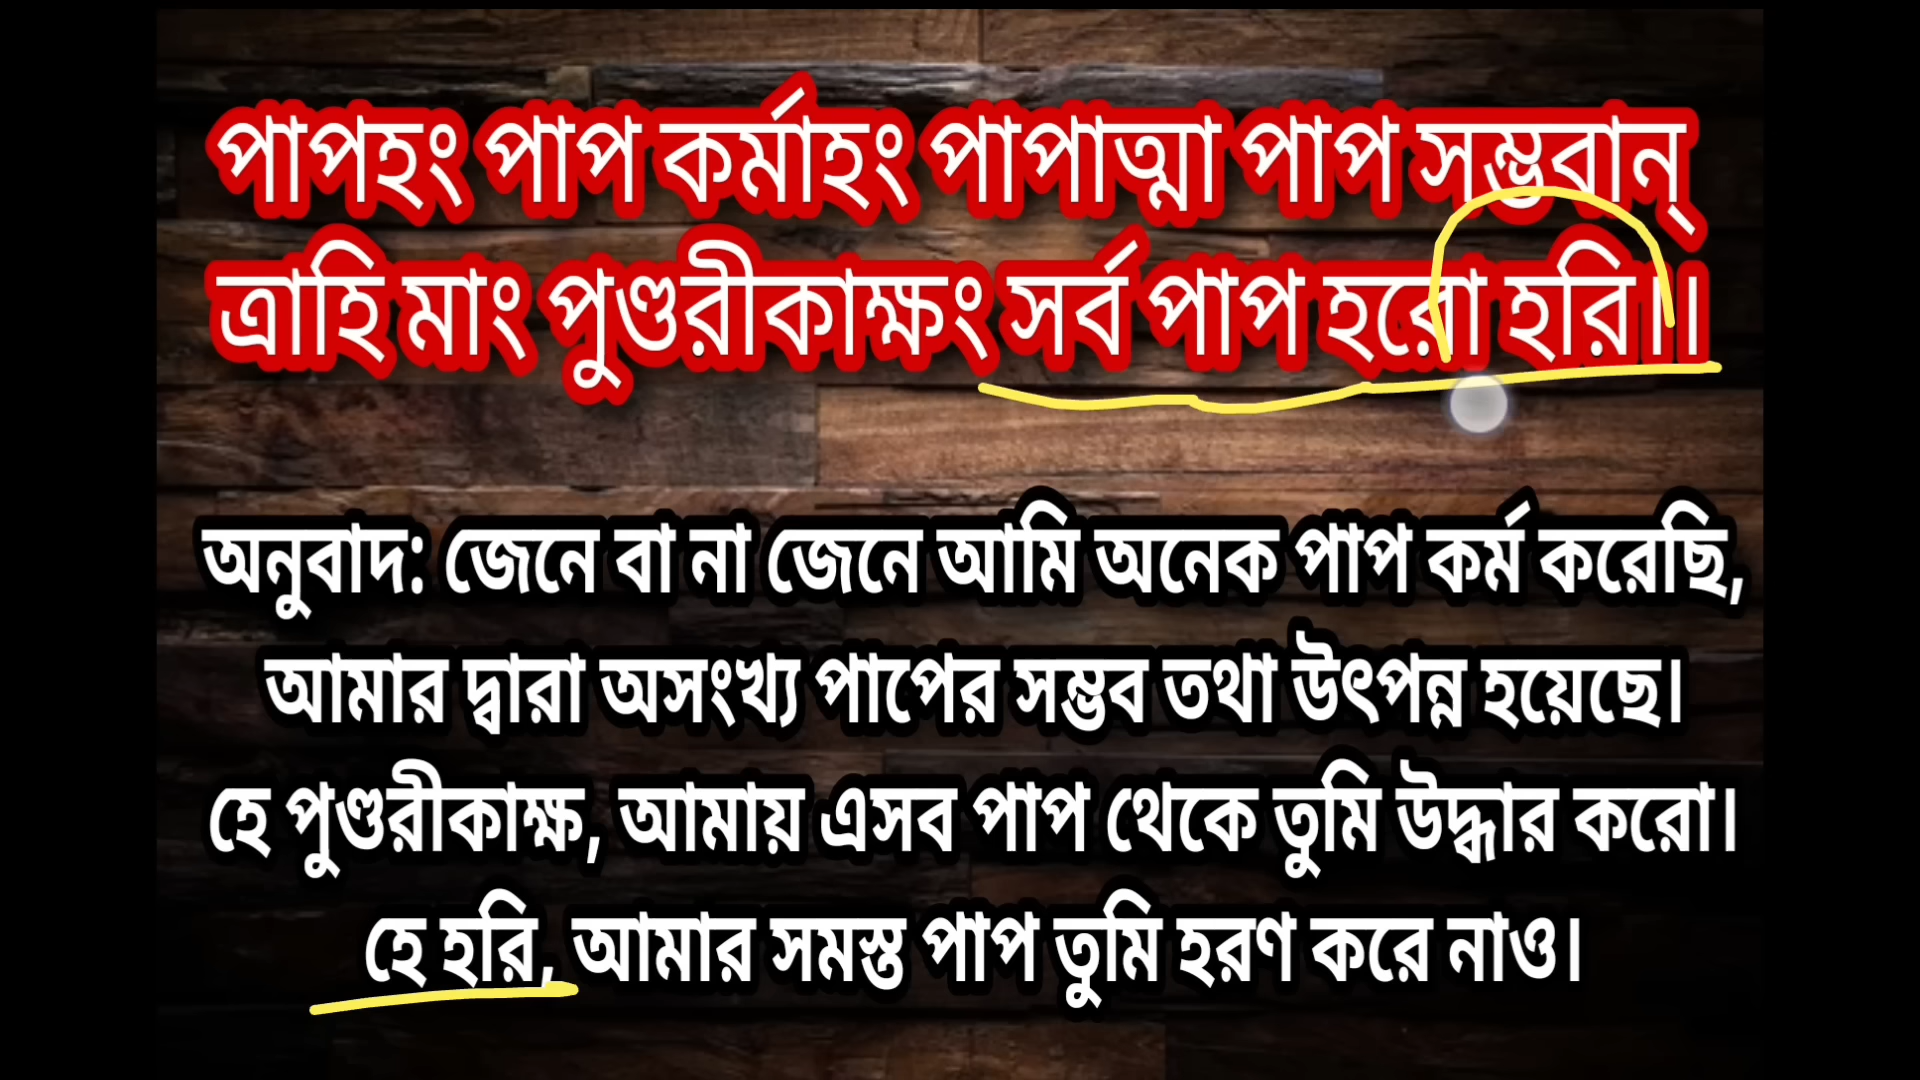 পাপহং পাপ কর্মাহং পাপাত্মা পাপ সম্ভবান্
ত্রাহি মাং পুণ্ডরীকাক্ষং সর্ব পাপ হরো হরি।।
অনুবাদ: জেনে বা না জেনে আমি অনেক পাপ কর্ম করেছি,
আমার দ্বারা অসংখ্য পাপের সম্ভব তথা উৎপন্ন হয়েছে।
হে পুণ্ডরীকাক্ষ, আমায় এসব পাপ থেকে তুমি উদ্ধার করো।
হে হরি, আমার সমস্ত পাপ তুমি হরণ করে নাও।